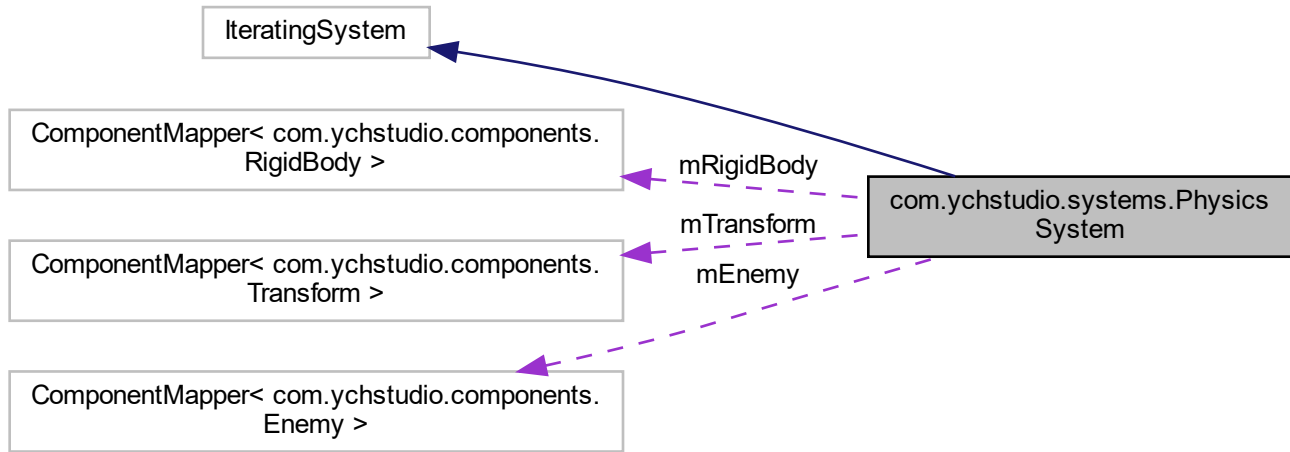 IteratingSystem
ComponentMapper< com.ychstudio.components.
RigidBody >
mRigidBody
com.ychstudio.systems.Physics
System
mTransform
ComponentMapper< com.ychstudio.components.
Transform >
mEnemy
ComponentMapper< com.ychstudio.components.
Enemy >